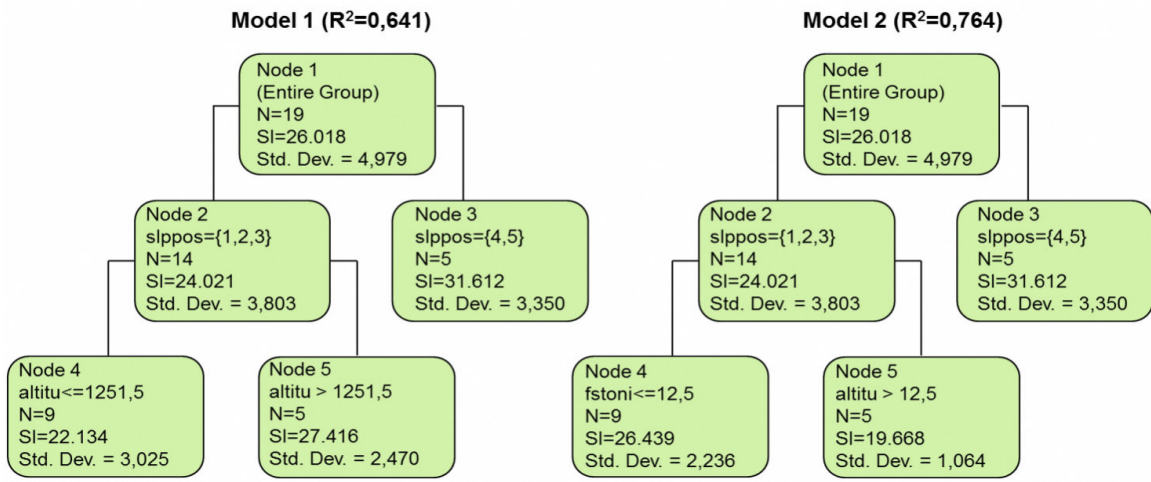 Model 1 (R²=0,641)
Node 1
(Entire Group)
N=19
SI=26.018
Std. Dev. = 4,979
Node 2
slppos={1,2,3}
N=14
SI=24.021
Std. Dev. = 3,803
Node 3
slppos={4,5}
N=5
SI=31.612
Std. Dev. = 3,350
Node 4
altitu<=1251,5
N=9
SI=22.134
Std. Dev. = 3,025
Node 5
altitu > 1251,5
N=5
SI=27.416
Std. Dev. = 2,470
Model 2 (R²=0,764)
Node 1
(Entire Group)
N=19
SI=26.018
Std. Dev. = 4,979
Node 2
slppos={1,2,3}
N=14
SI=24.021
Std. Dev. = 3,803
Node 3
slppos={4,5}
N=5
SI=31.612
Std. Dev. = 3,350
Node 4
fstoni<=12,5
N=9
SI=26.439
Std. Dev. = 2,236
Node 5
altitu > 12,5
N=5
SI=19.668
Std. Dev. = 1,064